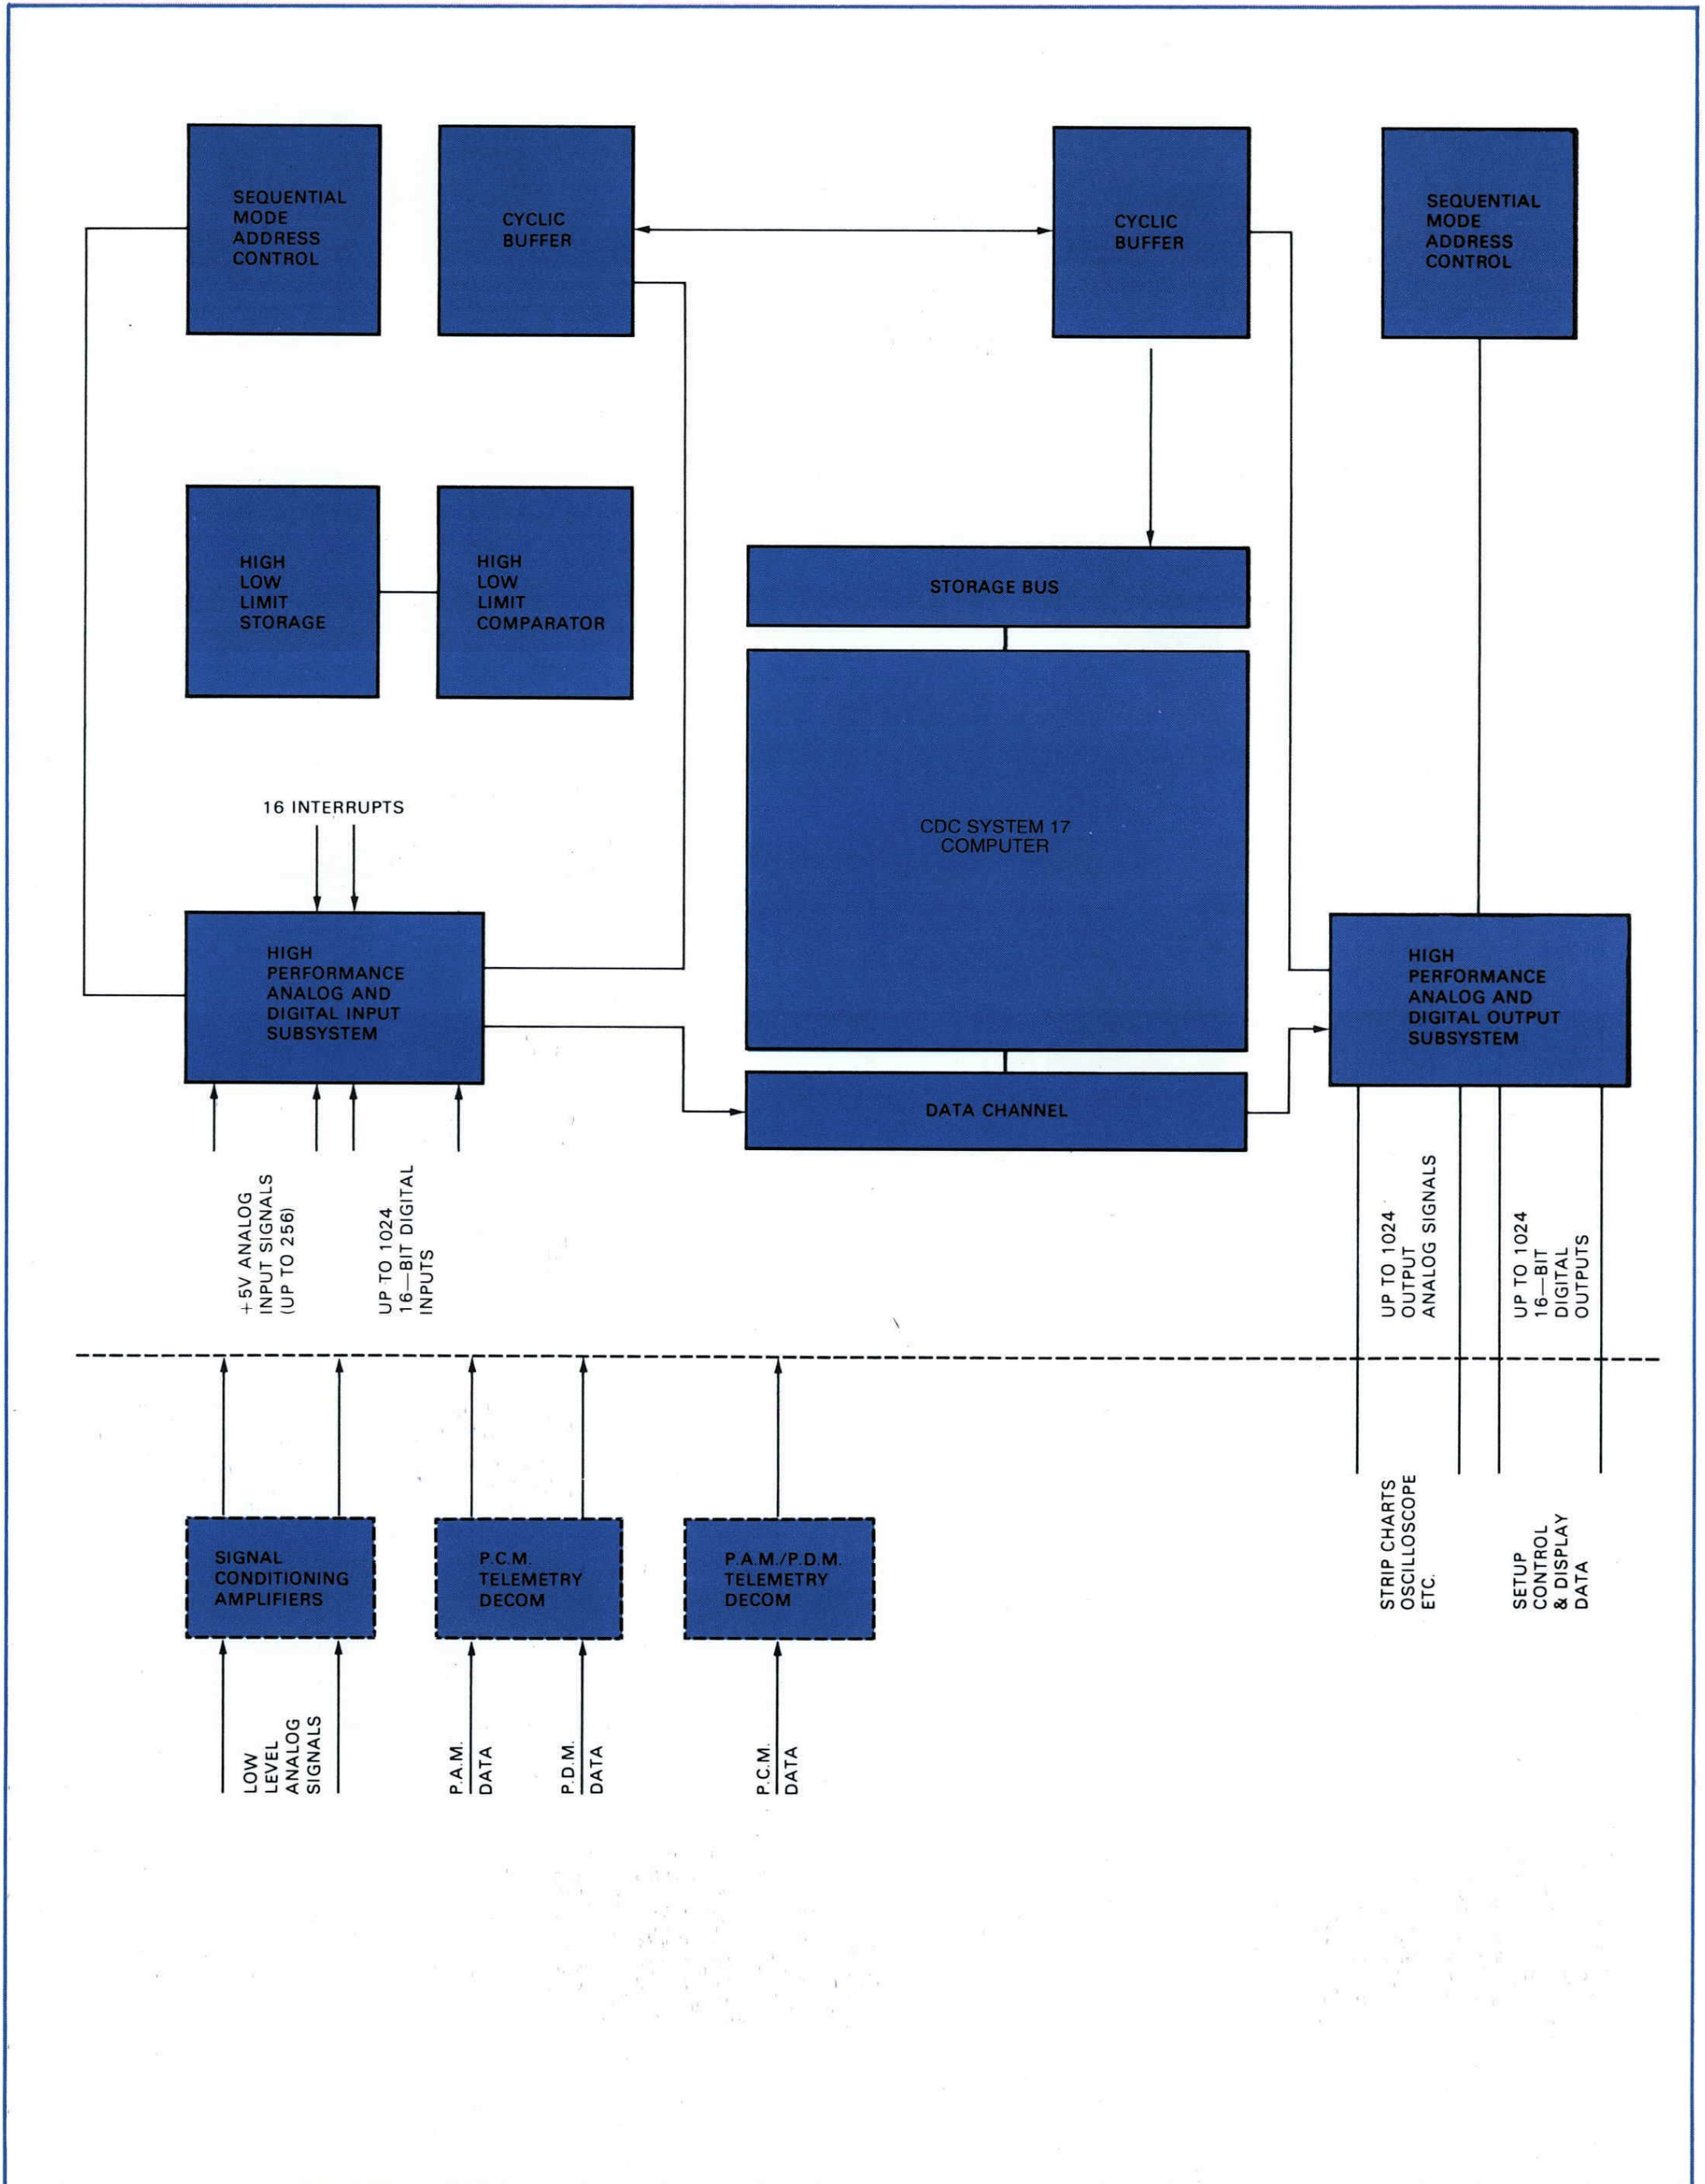 SEQUENTIAL
MODE
ADDRESS
CONTROL
CYCLIC
BUFFER
CYCLIC
BUFFER
SEQUENTIAL
MODE
ADDRESS
CONTROL
HIGH
LOW
LIMIT
STORAGE
HIGH
LOW
LIMIT
COMPARATOR
STORAGE BUS
16 INTERRUPTS
CDC SYSTEM 17
COMPUTER
HIGH
PERFORMANCE
ANALOG AND
DIGITAL INPUT
SUBSYSTEM
HIGH
PERFORMANCE
ANALOG AND
DIGITAL OUTPUT
SUBSYSTEM
DATA CHANNEL
+5V ANALOG
INPUT SIGNALS
(UP TO 256)
UP TO 1024
16—BIT DIGITAL
INPUTS
UP TO 1024
OUTPUT
ANALOG SIGNALS
UP TO 1024
16—BIT
DIGITAL
OUTPUTS
SIGNAL
CONDITIONING
AMPLIFIERS
P.C.M.
TELEMETRY
DECOM
P.A.M./P.D.M.
TELEMETRY
DECOM
STRIP CHARTS
OSCILLOSCOPE
ETC.
SETUP
CONTROL
& DISPLAY
DATA
LOW
LEVEL
ANALOG
SIGNALS
P.A.M.
DATA
P.D.M.
DATA
P.C.M.
DATA